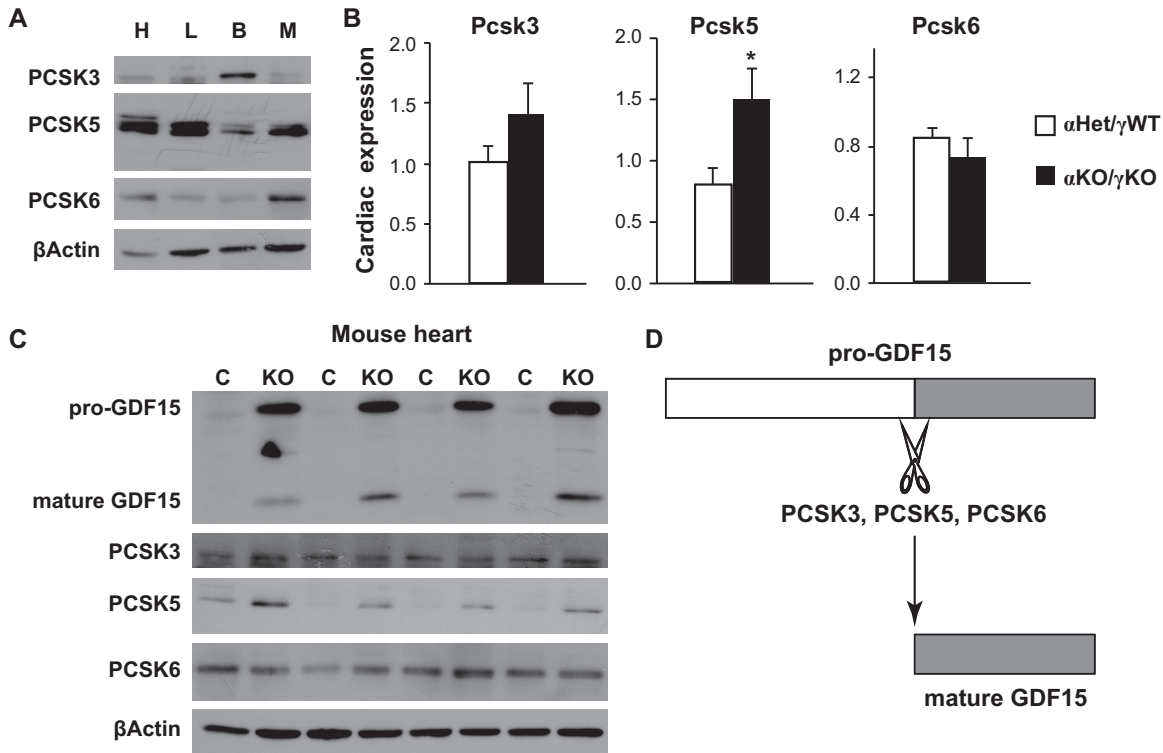 A
H L B M
PCSK3
PCSK5
PCSK6
βActin
B
Pcsk3
Pcsk5
Pcsk6
Cardiac expression
2.0
1.5
1.0
0.5
0.0
2.0
1.5
1.0
0.5
0.0
*
1.2
0.8
0.4
0.0
αHet/γWT
αKO/γKO
C
Mouse heart
C KO C KO C KO C KO
pro-GDF15
mature GDF15
PCSK3
PCSK5
PCSK6
βActin
D
pro-GDF15
PCSK3, PCSK5, PCSK6
mature GDF15